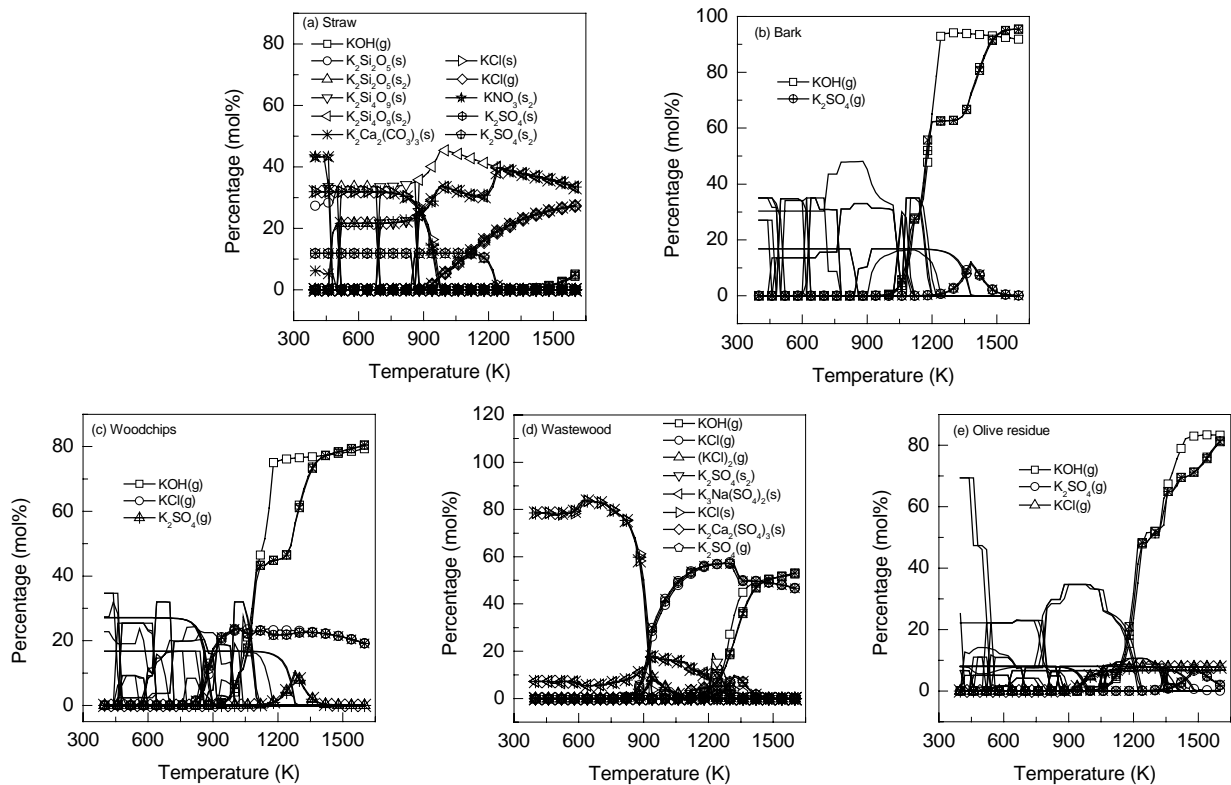 (a) Straw
KOH(g)
K2Si2O5(s)
K2Si2O5(s2)
K2Si4O9(s)
K2Si4O9(s2)
K2Ca2(CO3)3(s)
KCl(s)
KCl(g)
KNO3(s2)
K2SO4(s)
K2SO4(s2)
80
60
40
20
0
Percentage (mol%)
300 600 900 1200 1500
Temperature (K)
(b) Bark
KOH(g)
K2SO4(g)
100
80
60
40
20
0
Percentage (mol%)
300 600 900 1200 1500
Temperature (K)
(c) Woodchips
KOH(g)
KCl(g)
K2SO4(g)
80
60
40
20
0
Percentage (mol%)
300 600 900 1200 1500
Temperature (K)
(d) Wastewood
KOH(g)
KCl(g)
(KCl)2(g)
K2SO4(s2)
K3Na(SO4)2(s)
KCl(s)
K2Ca2(SO4)3(s)
K2SO4(g)
120
100
80
60
40
20
0
Percentage (mol%)
300 600 900 1200 1500
Temperature (K)
(e) Olive residue
KOH(g)
K2SO4(g)
KCl(g)
80
60
40
20
0
Percentage (mol%)
300 600 900 1200 1500
Temperature (K)